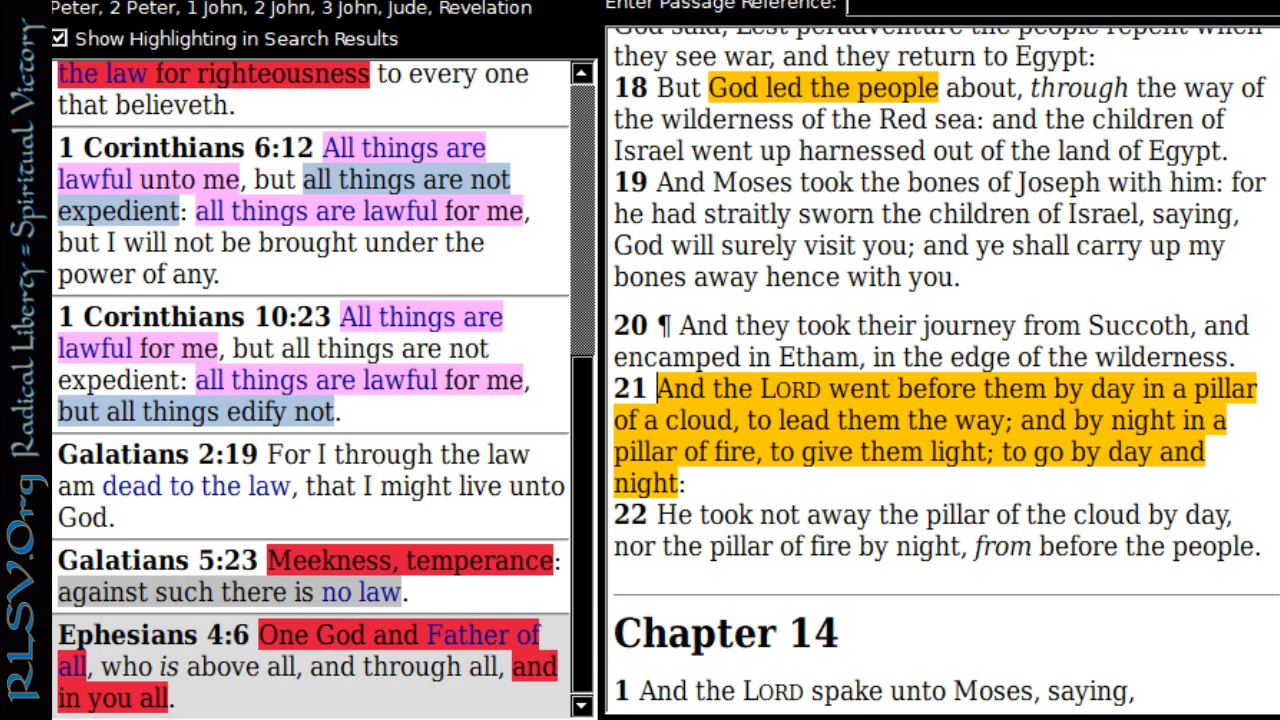 RLSV.Org Radical Liberty = Spiritual Victory
Peter, 2 Peter, 1 John, 2 John, 3 John, Jude, Revelation
Show Highlighting in Search Results
the law for righteousness to every one
that believeth.
1 Corinthians 6:12 All things are
lawful unto me, but all things are not
expedient: all things are lawful for me,
but I will not be brought under the
power of any.
1 Corinthians 10:23 All things are
lawful for me, but all things are not
expedient: all things are lawful for me,
but all things edify not.
Galatians 2:19 For I through the law
am dead to the law, that I might live unto
God.
Galatians 5:23 Meekness, temperance:
against such there is no law.
Ephesians 4:6 One God and Father of
all, who is above all, and through all, and
in you all.
Enter Passage Reference:
God said, Lest peradventure the people repent when
they see war, and they return to Egypt:
18 But God led the people about, through the way of
the wilderness of the Red sea: and the children of
Israel went up harnessed out of the land of Egypt.
19 And Moses took the bones of Joseph with him: for
he had straitly sworn the children of Israel, saying,
God will surely visit you; and ye shall carry up my
bones away hence with you.
20 ¶ And they took their journey from Succoth, and
encamped in Etham, in the edge of the wilderness.
21 And the LORD went before them by day in a pillar
of a cloud, to lead them the way; and by night in a
pillar of fire, to give them light; to go by day and
night:
22 He took not away the pillar of the cloud by day,
nor the pillar of fire by night, from before the people.
Chapter 14
1 And the LORD spake unto Moses, saying,